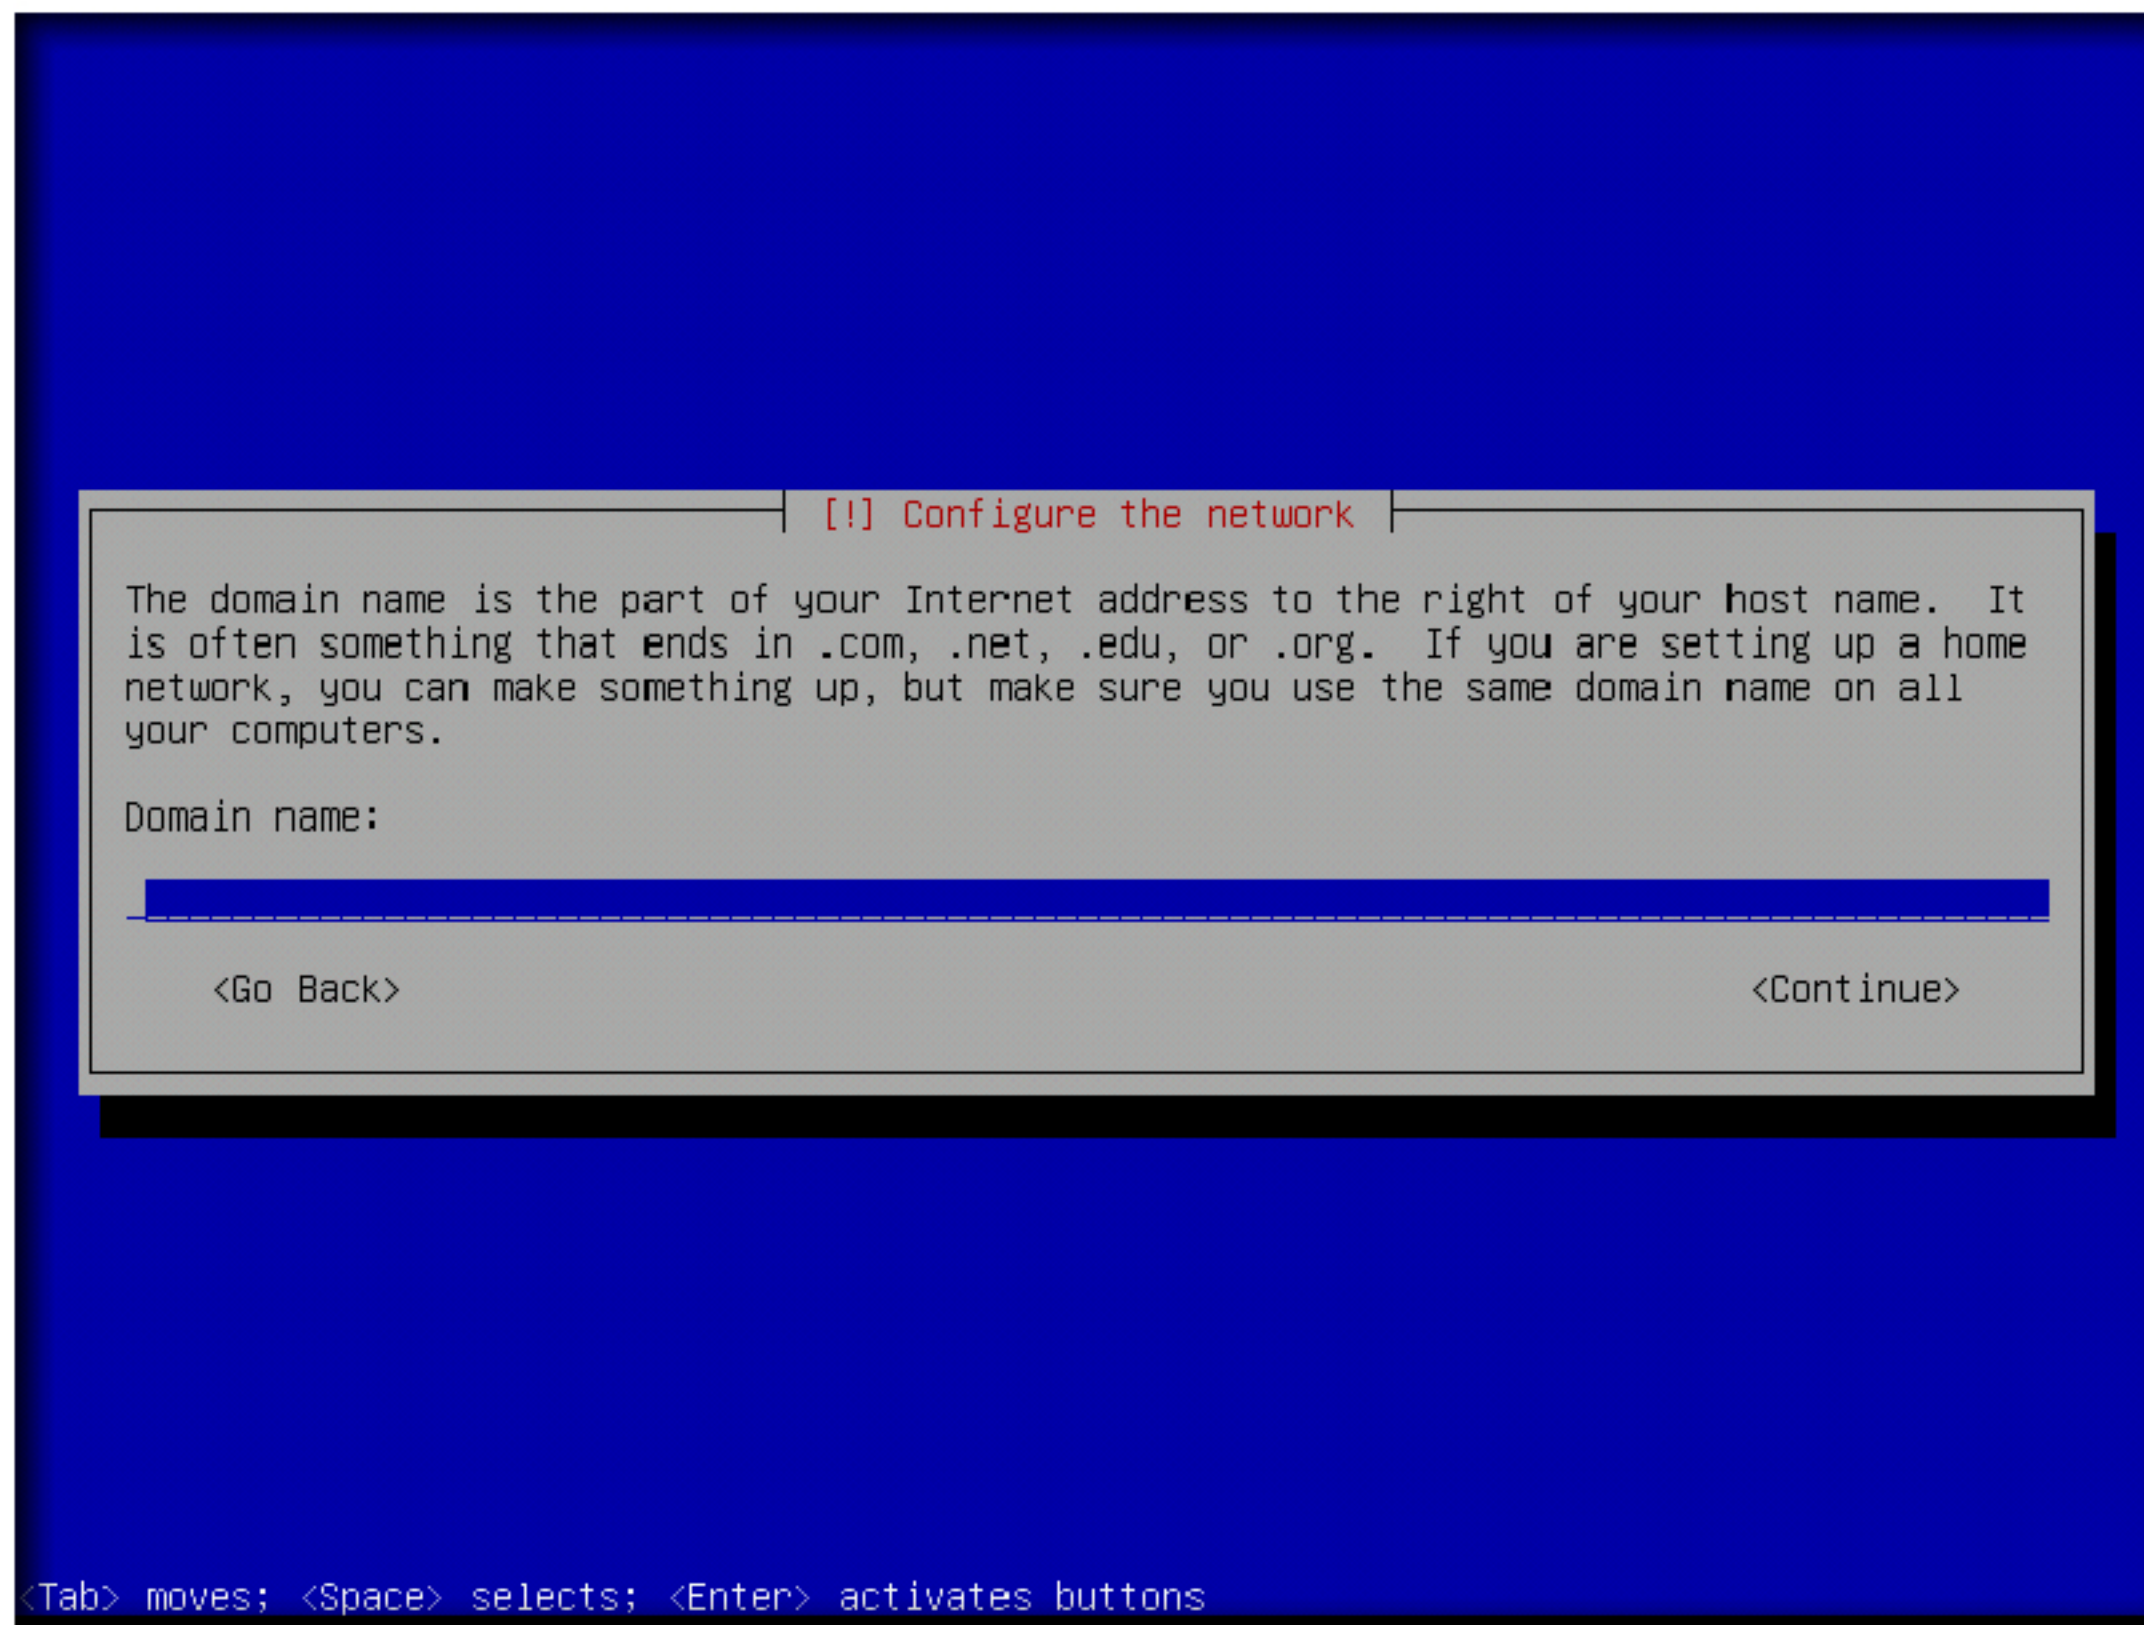 [!] Configure the network
The domain name is the part of your Internet address to the right of your host name.  It
is often something that ends in .com, .net, .edu, or .org.  If you are setting up a home
network, you can make something up, but make sure you use the same domain name on all
your computers.
Domain name:
<Go Back> <Continue>
<Tab> moves; <Space> selects; <Enter> activates buttons